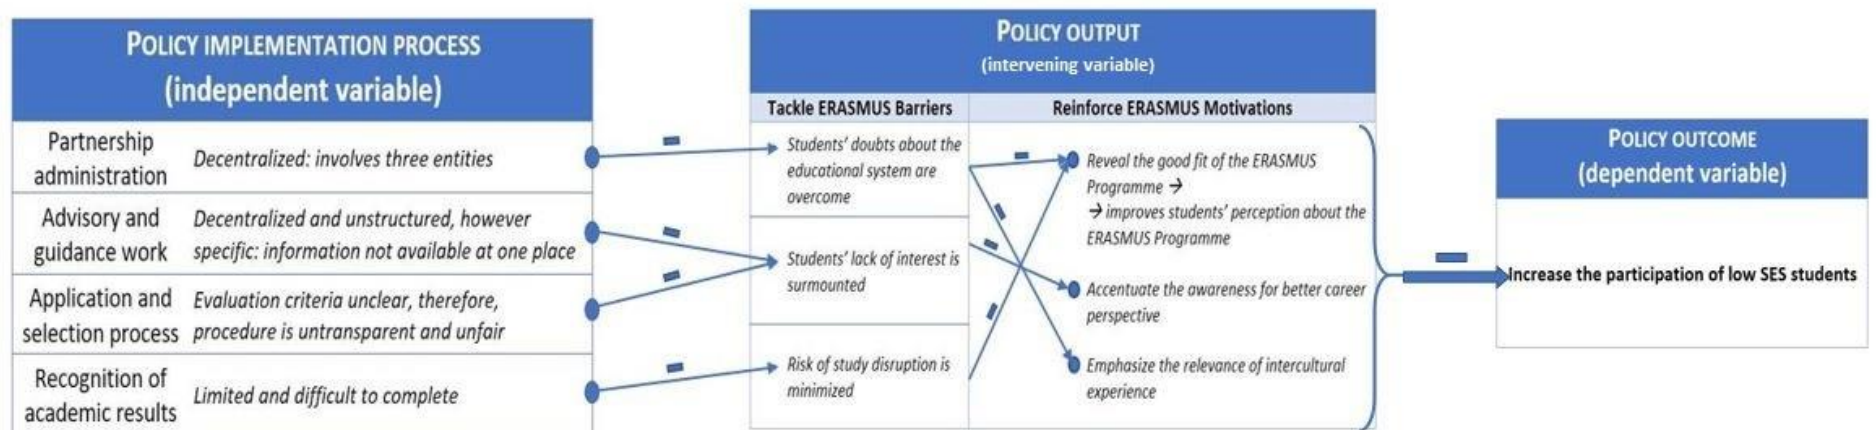 POLICY IMPLEMENTATION PROCESS
(independent variable)
Partnership
administration
Decentralized: involves three entities
Advisory and
guidance work
Decentralized and unstructured, however
specific: information not available at one place
Application and
selection process
Evaluation criteria unclear, therefore,
procedure is untransparent and unfair
Recognition of
academic results
Limited and difficult to complete
POLICY OUTPUT
(intervening variable)
Tackle ERASMUS Barriers
Students' doubts about the
educational system are
overcome
Students' lack of interest is
surmounted
Risk of study disruption is
minimized
Reinforce ERASMUS Motivations
Reveal the good fit of the ERASMUS
Programme →
→ improves students' perception about the
ERASMUS Programme
Accentuate the awareness for better career
perspective
Emphasize the relevance of intercultural
experience
POLICY OUTCOME
(dependent variable)
Increase the participation of low SES students